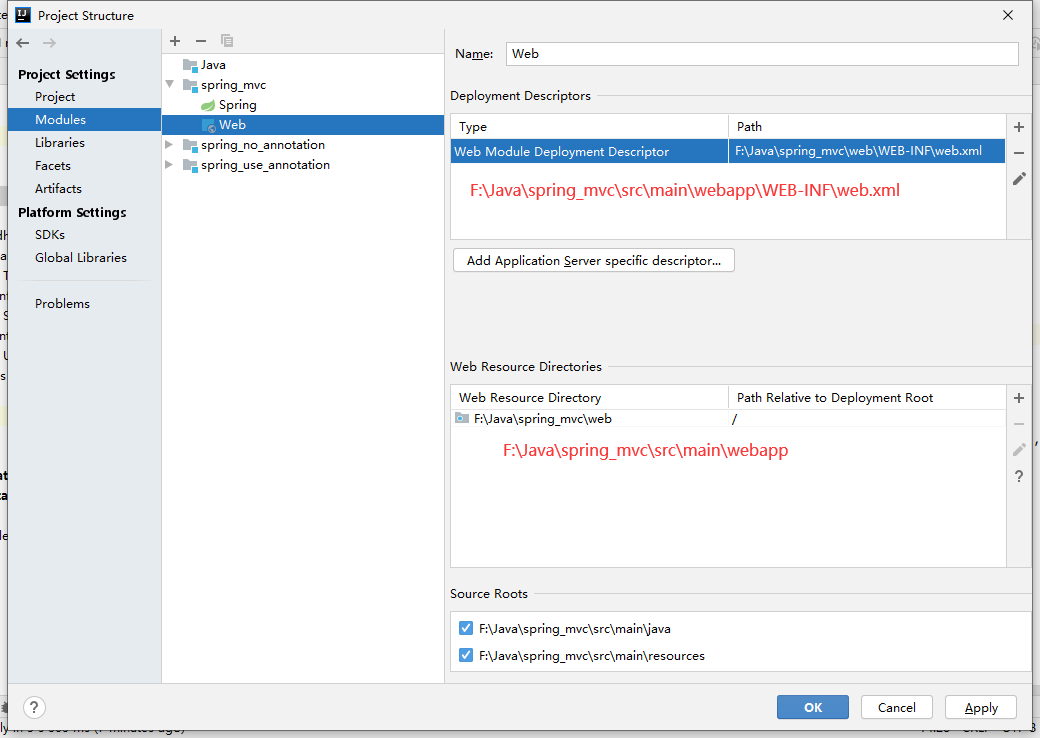 Project Structure
Project Settings
Project
Modules
Libraries
Facets
Artifacts
Platform Settings
SDKs
Global Libraries
Problems
Java
spring_mvc
Spring
Web
spring_no_annotation
spring_use_annotation
Name: Web
Deployment Descriptors
Type Path
Web Module Deployment Descriptor F:\Java\spring_mvc\web\WEB-INF\web.xml
F:\Java\spring_mvc\src\main\webapp\WEB-INF\web.xml
Add Application Server specific descriptor...
Web Resource Directories
Web Resource Directory Path Relative to Deployment Root
F:\Java\spring_mvc\web /
F:\Java\spring_mvc\src\main\webapp
Source Roots
F:\Java\spring_mvc\src\main\java
F:\Java\spring_mvc\src\main\resources
? OK Cancel Apply